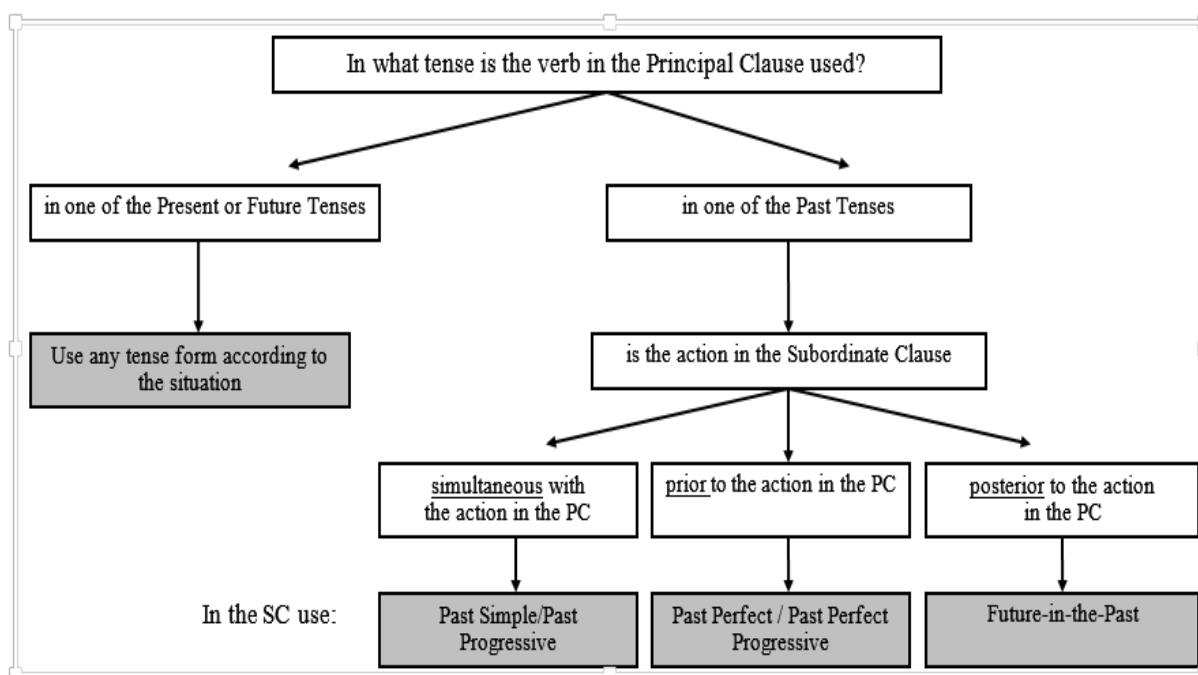 In what tense is the verb in the Principal Clause used?
in one of the Present or Future Tenses
in one of the Past Tenses
Use any tense form according to
the situation
is the action in the Subordinate Clause
simultaneous with
the action in the PC
prior to the action in the PC
posterior to the action
in the PC
In the SC use:
Past Simple/Past
Progressive
Past Perfect / Past Perfect
Progressive
Future-in-the-Past